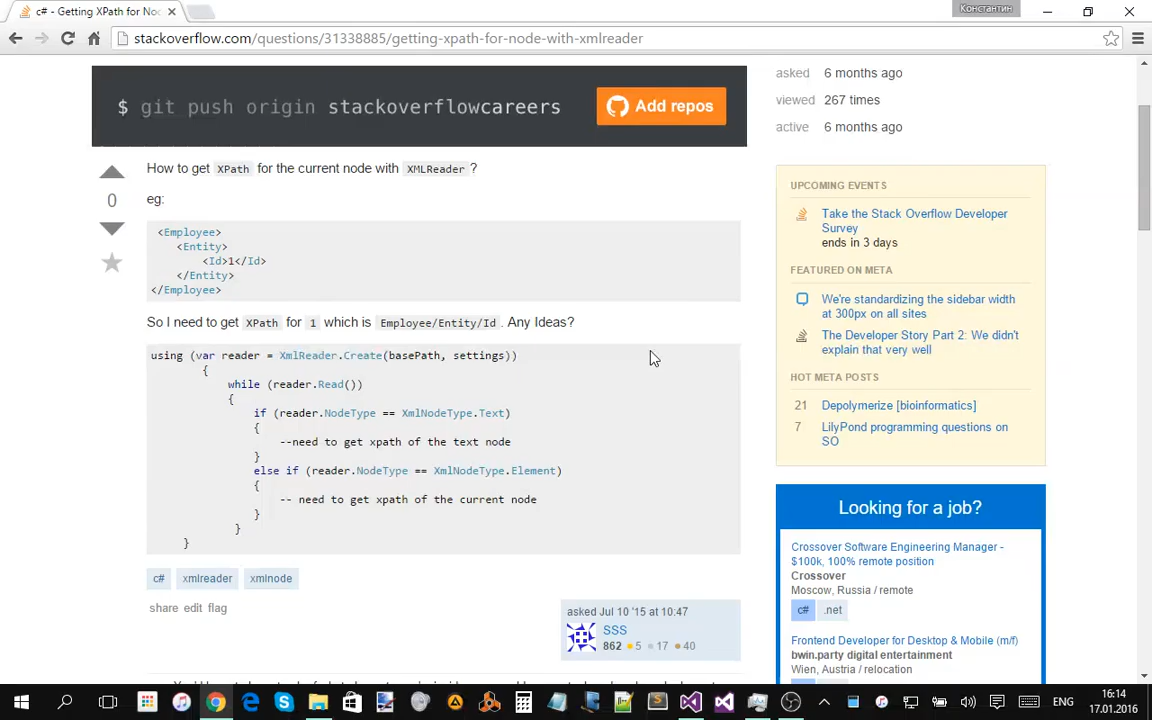 c# - Getting XPath for No
Константин
stackoverflow.com/questions/31338885/getting-xpath-for-node-with-xmlreader
$ git push origin stackoverflowcareers
Add repos
asked 6 months ago
viewed 267 times
active 6 months ago
How to get XPath for the current node with XMLReader ?
0
eg:
<Employee>
<Entity>
<Id>1</Id>
</Entity>
</Employee>
So I need to get XPath for 1 which is Employee/Entity/Id . Any Ideas?
using (var reader = XmlReader.Create(basePath, settings))
{
while (reader.Read())
{
if (reader.NodeType == XmlNodeType.Text)
{
--need to get xpath of the text node
}
else if (reader.NodeType == XmlNodeType.Element)
{
-- need to get xpath of the current node
}
}
}
c# xmlreader xmlnode
share edit flag
asked Jul 10 '15 at 10:47
SSS
862 5 17 40
UPCOMING EVENTS
Take the Stack Overflow Developer
Survey
ends in 3 days
FEATURED ON META
We're standardizing the sidebar width
at 300px on all sites
The Developer Story Part 2: We didn't
explain that very well
HOT META POSTS
21 Depolymerize [bioinformatics]
7 LilyPond programming questions on
SO
Looking for a job?
Crossover Software Engineering Manager -
$100k, 100% remote position
Crossover
Moscow, Russia / remote
c# .net
Frontend Developer for Desktop & Mobile (m/f)
bwin.party digital entertainment
Wien, Austria / relocation
ENG
16:14
17.01.2016